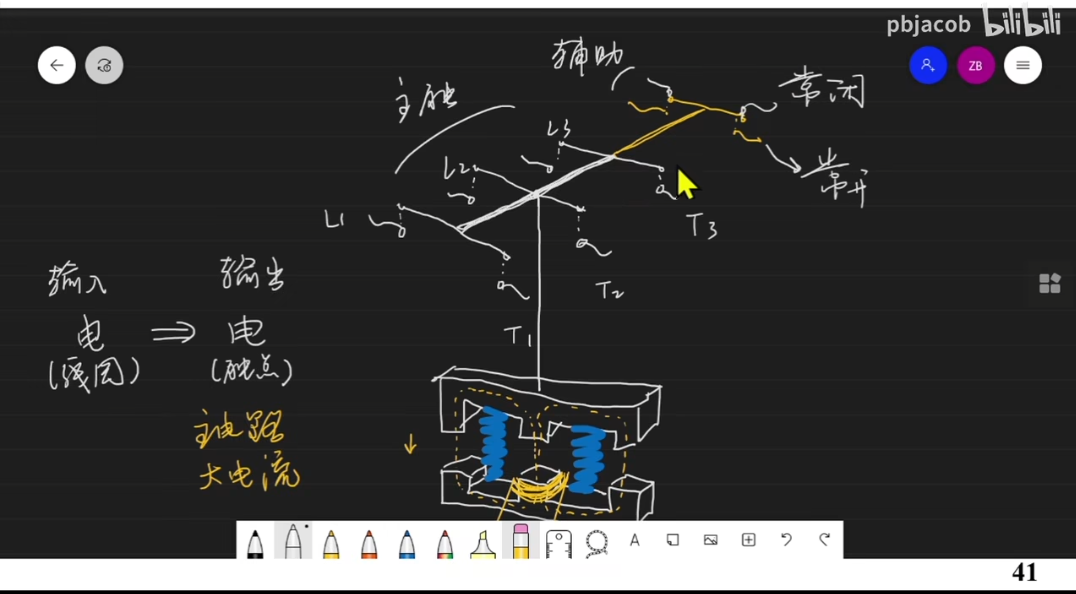 pbjacob bilibili
ZB
辅助
主触
常闭
常开
L3
L2
L1
T3
T2
T1
输入
输出
电 ⇒ 电
(线圈)
(触点)
主电路
大电流
A
41